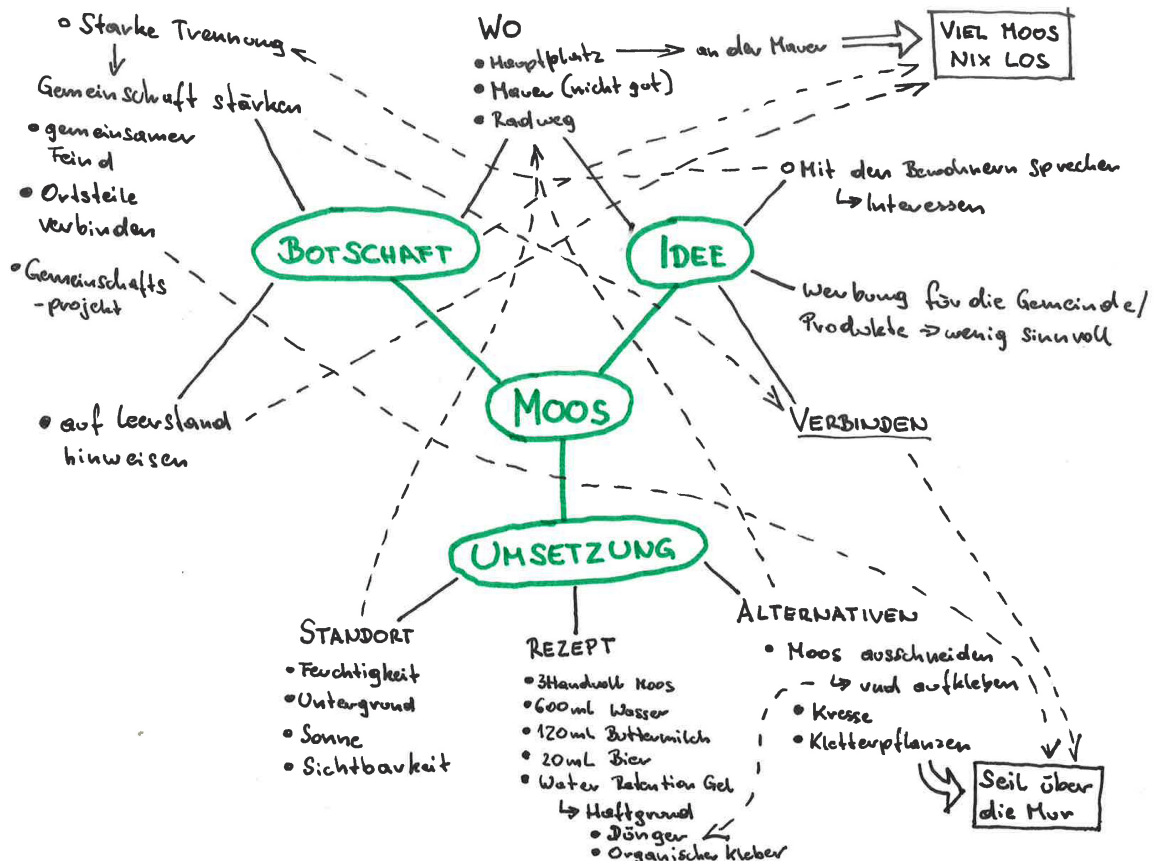 Starke Trennung
Gemeinschaft stärken
gemeinsamer
Feind
Ortsteile
verbinden
Gemeinschafts
-projekt
auf Leerstand
hinweisen
WO
Hauptplatz → an der Mauer
Mauer (nicht gut)
Radweg
VIEL MOOS
NIX LOS
Mit den Bewohnern sprechen
↳ Interessen
Werbung für die Gemeinde/
Produkte → wenig sinnvoll
VERBINDEN
BOTSCHAFT
IDEE
MOOS
UMSETZUNG
STANDORT
Feuchtigkeit
Untergrund
Sonne
Sichtbarkeit
REZEPT
3 Handvoll Moos
600ml Wasser
120ml Buttermilch
20ml Bier
Water Retention Gel
↳ Haftgrund
Dünger
Organischer Kleber
ALTERNATIVEN
Moos ausschneiden
↳ und aufkleben
Kresse
Kletterpflanzen
Seil über
die Mur